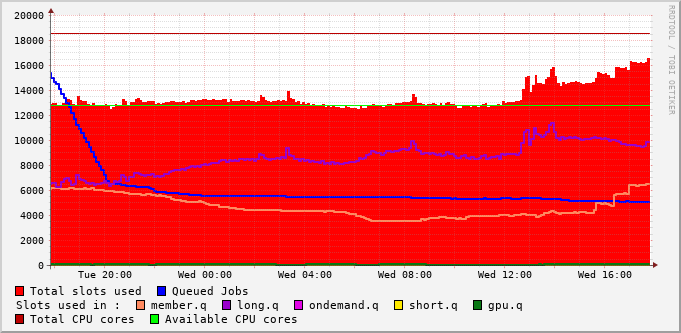 RRDTOOL / TOBI OETIKER
20000
18000
16000
14000
12000
10000
8000
6000
4000
2000
0
Tue 20:00 Wed 00:00 Wed 04:00 Wed 08:00 Wed 12:00 Wed 16:00
Total slots used Queued Jobs
Slots used in : member.q long.q ondemand.q short.q gpu.q
Total CPU cores Available CPU cores